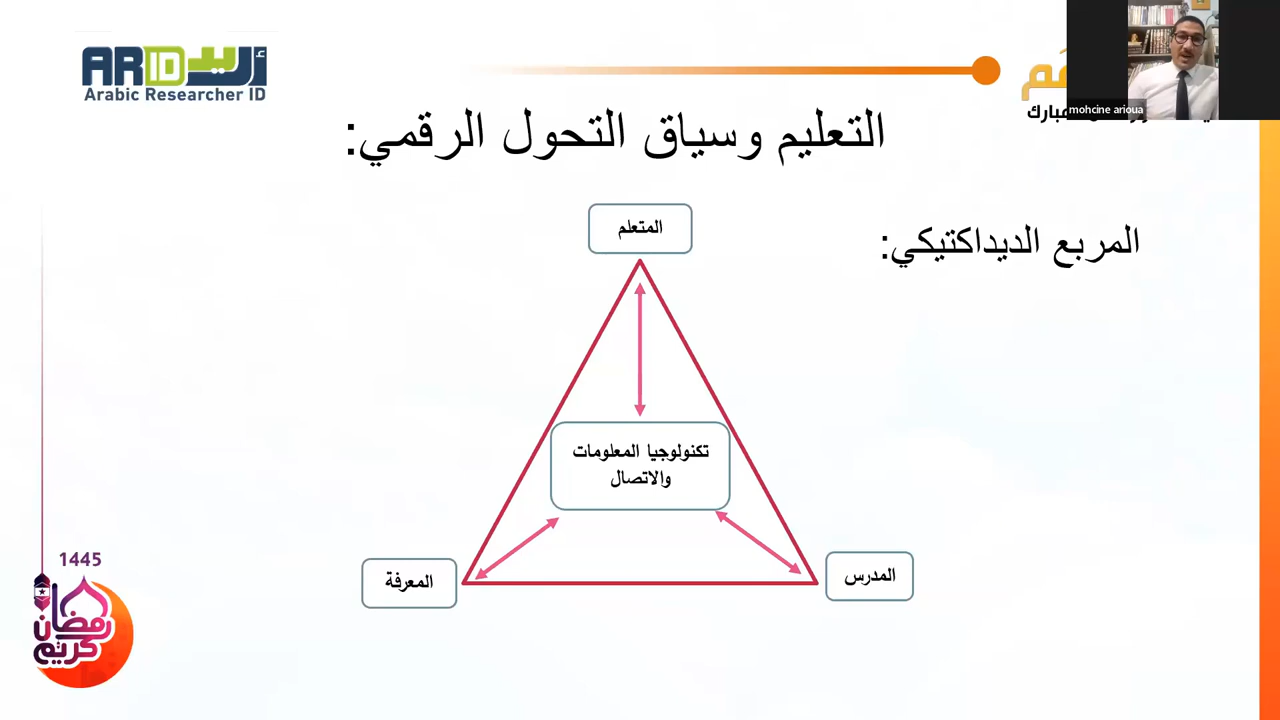 ARID أريد
Arabic Researcher ID
mohcine arioua
التعليم وسياق التحول الرقمي:
المربع الديداكتيكي:
المتعلم
تكنولوجيا المعلومات
والاتصال
المدرس
المعرفة
1445
رمضان
كريم